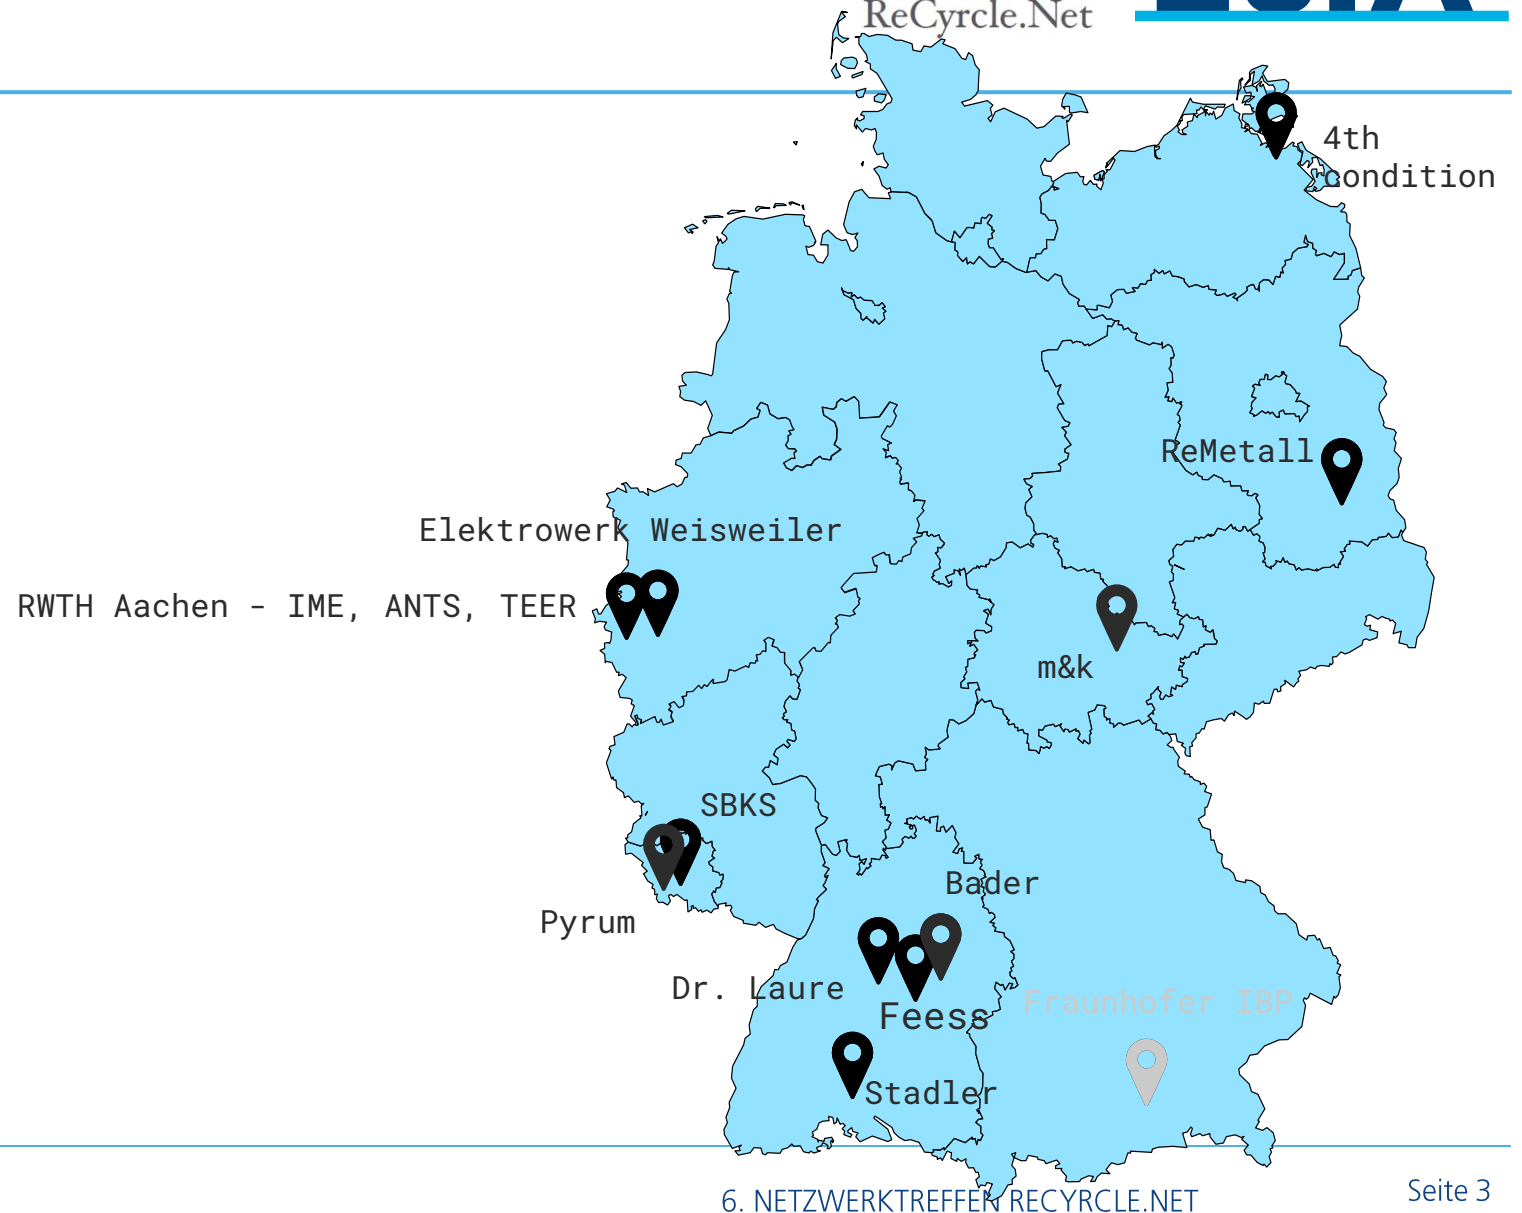 ReCyrcle.Net
4th
condition
ReMetall
Elektrowerk Weisweiler
RWTH Aachen - IME, ANTS, TEER
m&k
SBKS
Bader
Pyrum
Dr. Laure
Feess
Fraunhofer IBP
Stadler
6. NETZWERKTREFFEN RECYRCLE.NET
Seite 3